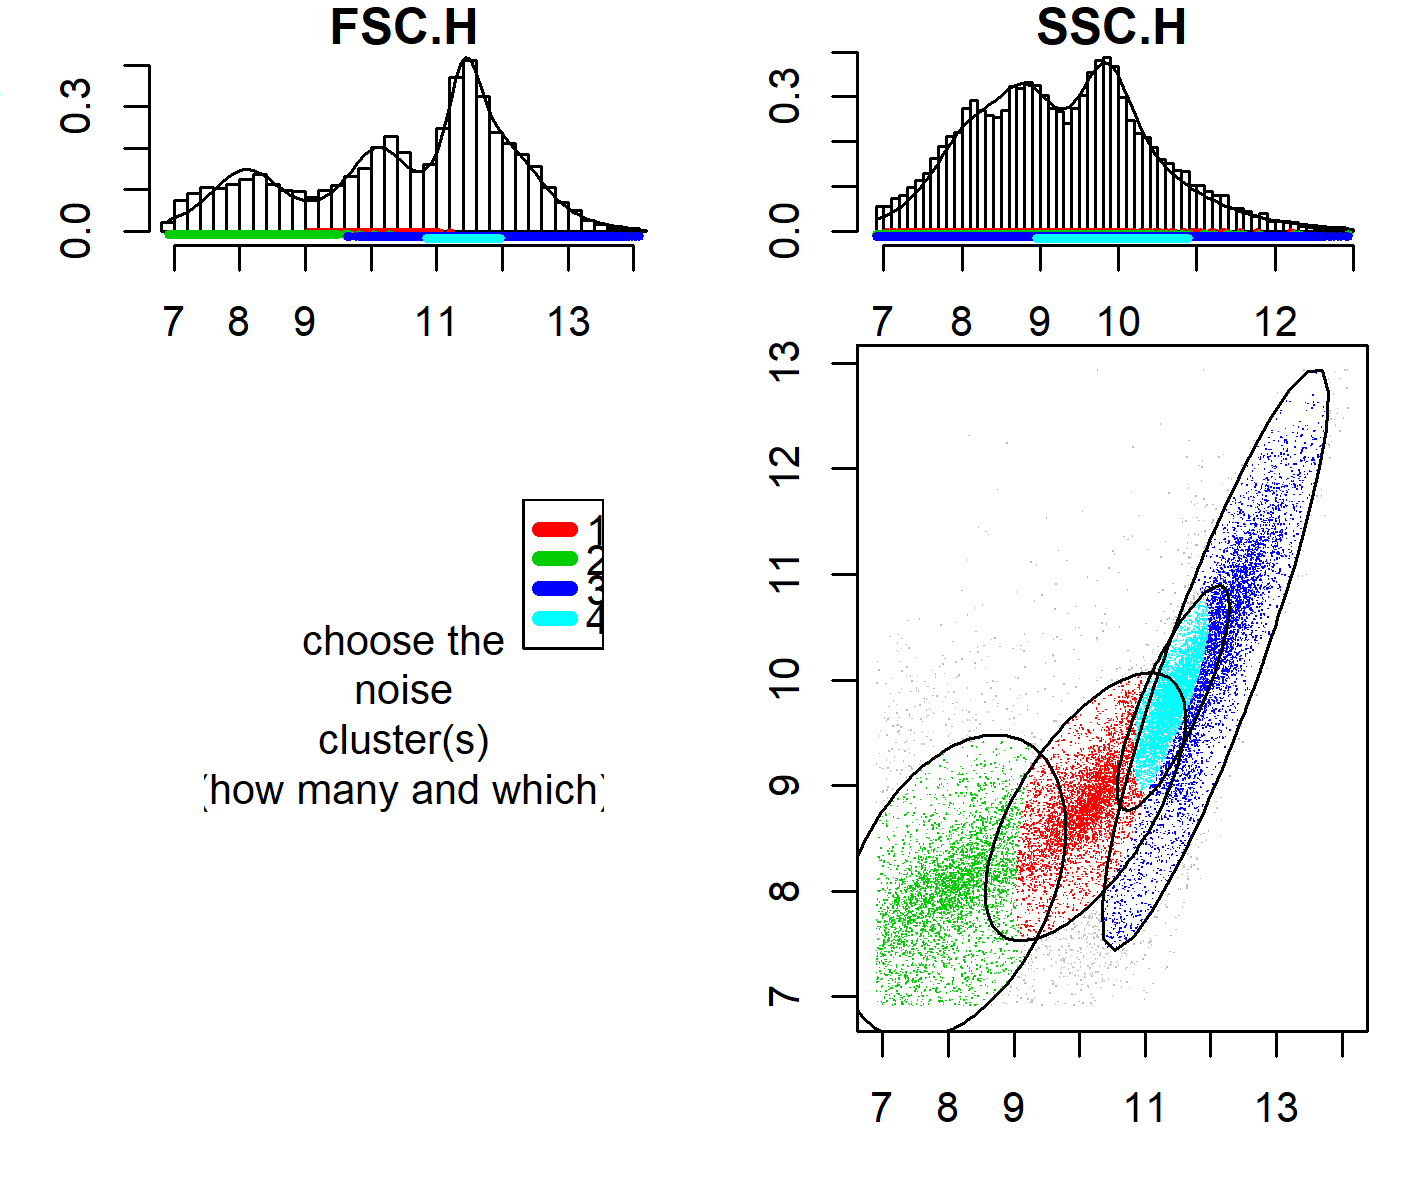 FSC.H
SSC.H
0.3
0.0
7 8 9 11 13
0.3
0.0
7 8 9 10 12
1
2
3
4
choose the
noise
cluster(s)
(how many and which)
13
12
11
10
9
8
7
7 8 9 11 13